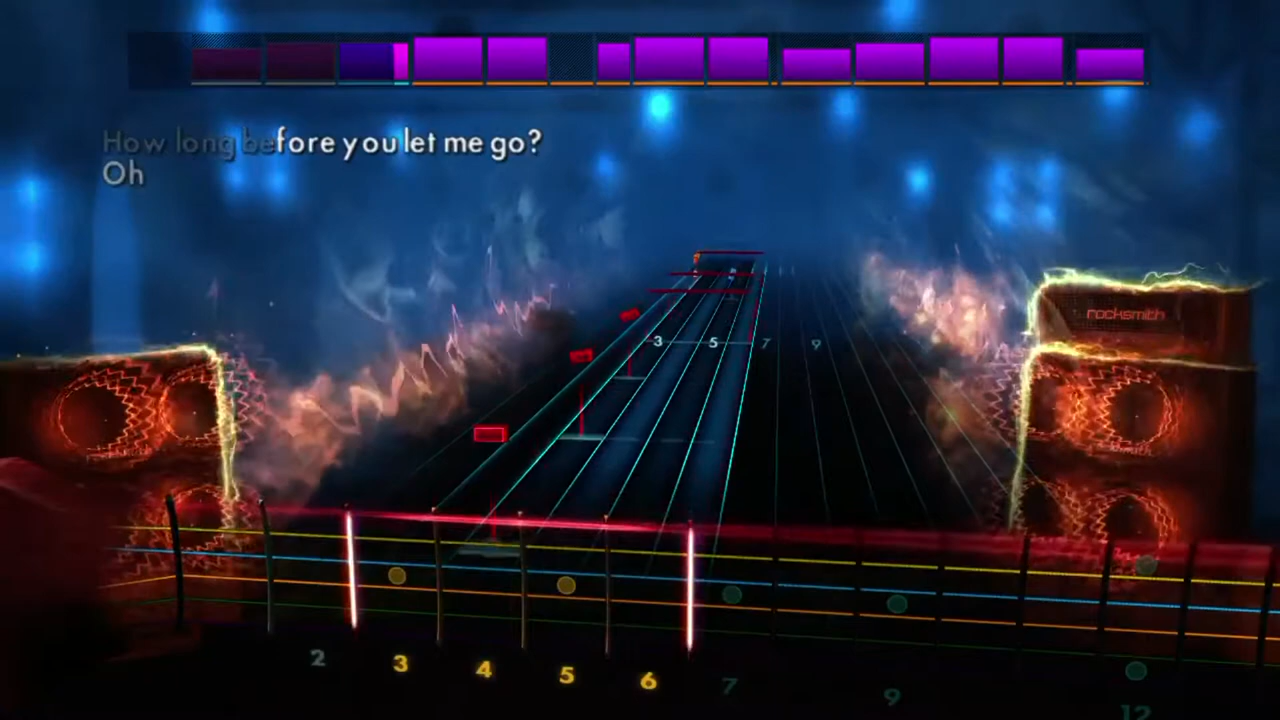 How long before you let me go?
Oh
rocksmith
3 5 7 9
2 3 4 5 6 7 9 12